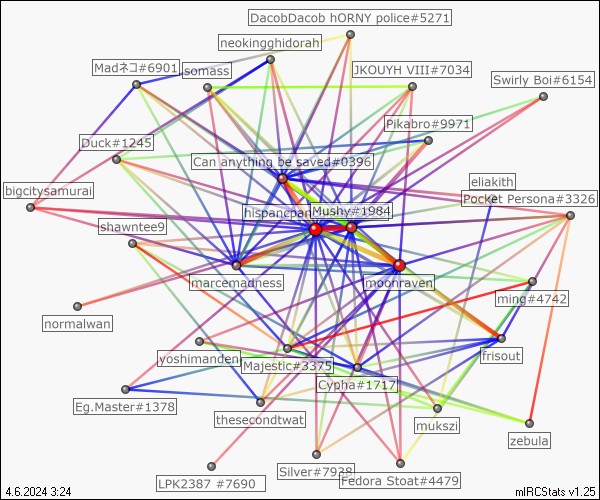 DacobDacob hORNY police#5271
neokingghidorah
Madネコ#6901
somass
JKOUYH VIII#7034
Swirly Boi#6154
Pikabro#9971
Duck#1245
Can anything be saved#0396
eliakith
bigcitysamurai
Pocket Persona#3326
hispancpan
Mushy#1984
shawntee9
marcemadness
moonraven
ming#4742
normalwan
yoshimanden
Majestic#3375
frisout
Cypha#1717
Eg.Master#1378
thesecondtwat
mukszi
zebula
Silver#7938
LPK2387 #7690
Fedora Stoat#4479
4.6.2024 3:24
mIRCStats v1.25